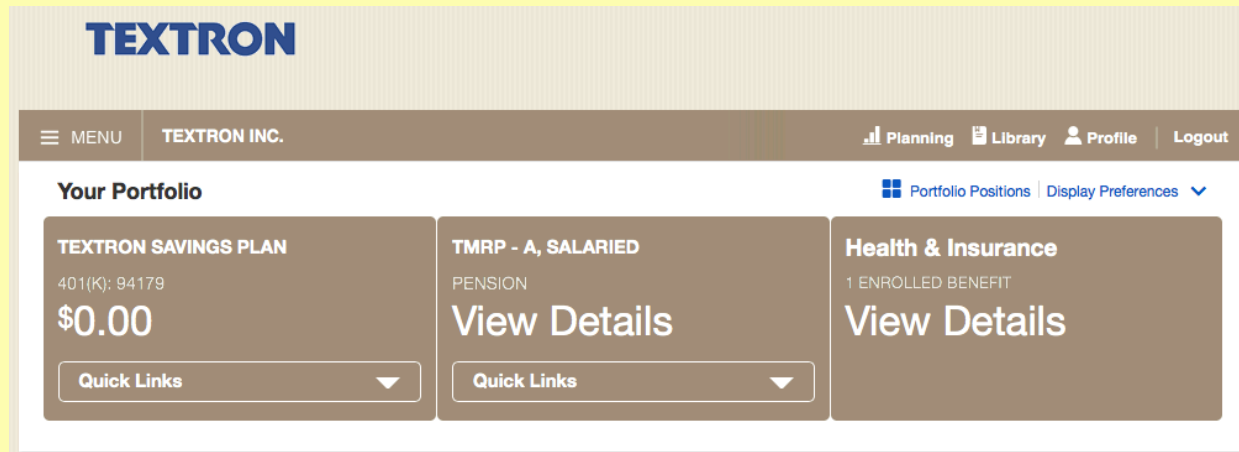 TEXTRON
MENU TEXTRON INC. Planning Library Profile Logout
Your Portfolio Portfolio Positions Display Preferences
TEXTRON SAVINGS PLAN
401(K): 94179
$0.00
Quick Links
TMRP - A, SALARIED
PENSION
View Details
Quick Links
Health & Insurance
1 ENROLLED BENEFIT
View Details